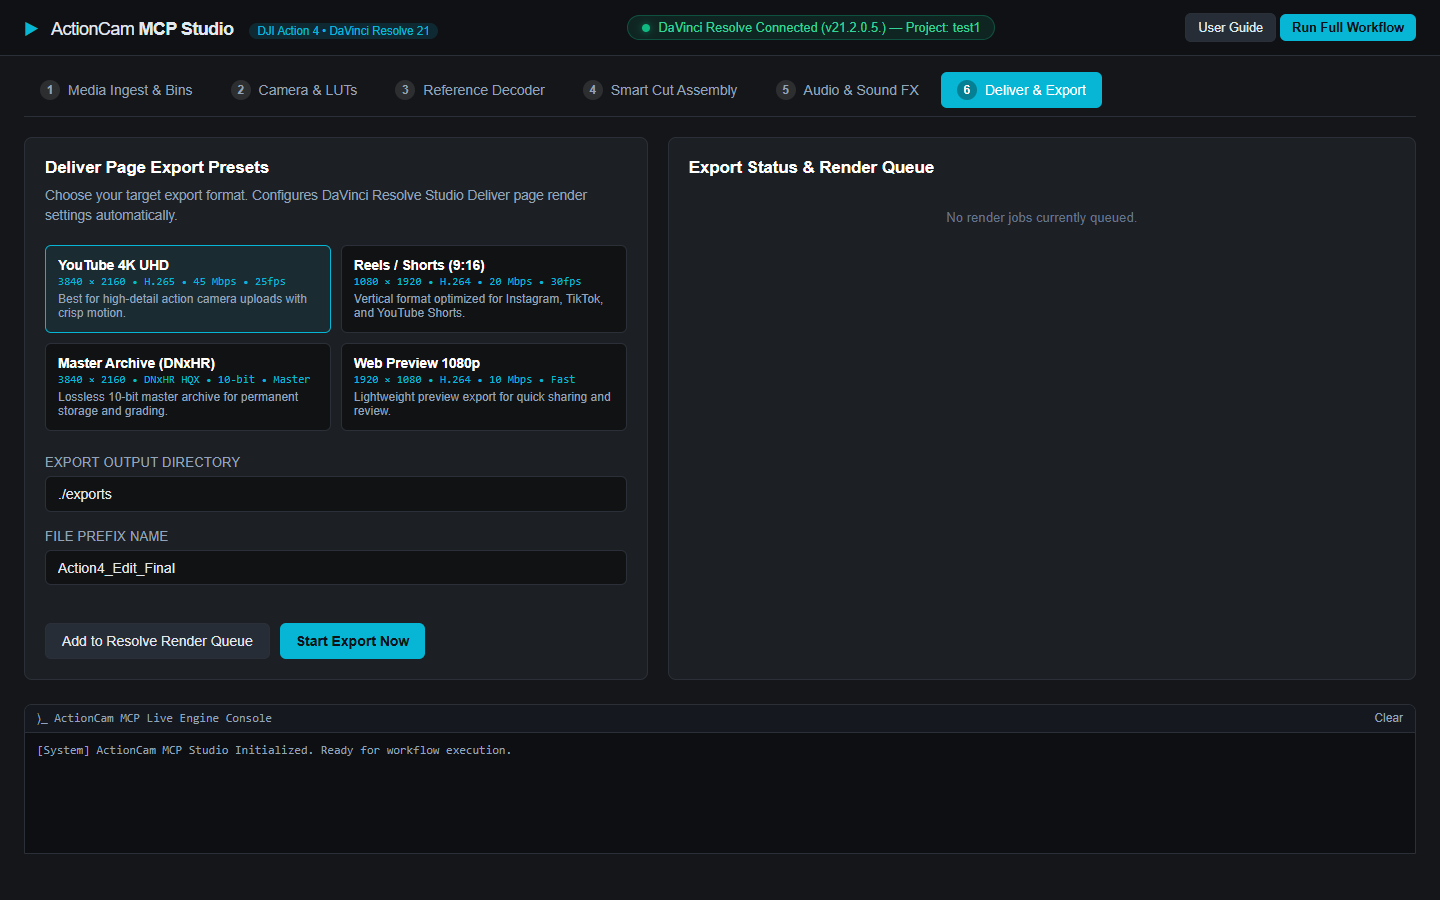 ActionCam MCP Studio
DJI Action 4 • DaVinci Resolve 21
DaVinci Resolve Connected (v21.2.0.5.) — Project: test1
User Guide
Run Full Workflow
1 Media Ingest & Bins
2 Camera & LUTs
3 Reference Decoder
4 Smart Cut Assembly
5 Audio & Sound FX
6 Deliver & Export
Deliver Page Export Presets
Choose your target export format. Configures DaVinci Resolve Studio Deliver page render
settings automatically.
YouTube 4K UHD
3840 × 2160 • H.265 • 45 Mbps • 25fps
Best for high-detail action camera uploads with
crisp motion.
Reels / Shorts (9:16)
1080 × 1920 • H.264 • 20 Mbps • 30fps
Vertical format optimized for Instagram, TikTok,
and YouTube Shorts.
Master Archive (DNxHR)
3840 × 2160 • DNxHR HQX • 10-bit • Master
Lossless 10-bit master archive for permanent
storage and grading.
Web Preview 1080p
1920 × 1080 • H.264 • 10 Mbps • Fast
Lightweight preview export for quick sharing and
review.
EXPORT OUTPUT DIRECTORY
./exports
FILE PREFIX NAME
Action4_Edit_Final
Add to Resolve Render Queue
Start Export Now
Export Status & Render Queue
No render jobs currently queued.
⟩_ ActionCam MCP Live Engine Console
Clear
[System] ActionCam MCP Studio Initialized. Ready for workflow execution.